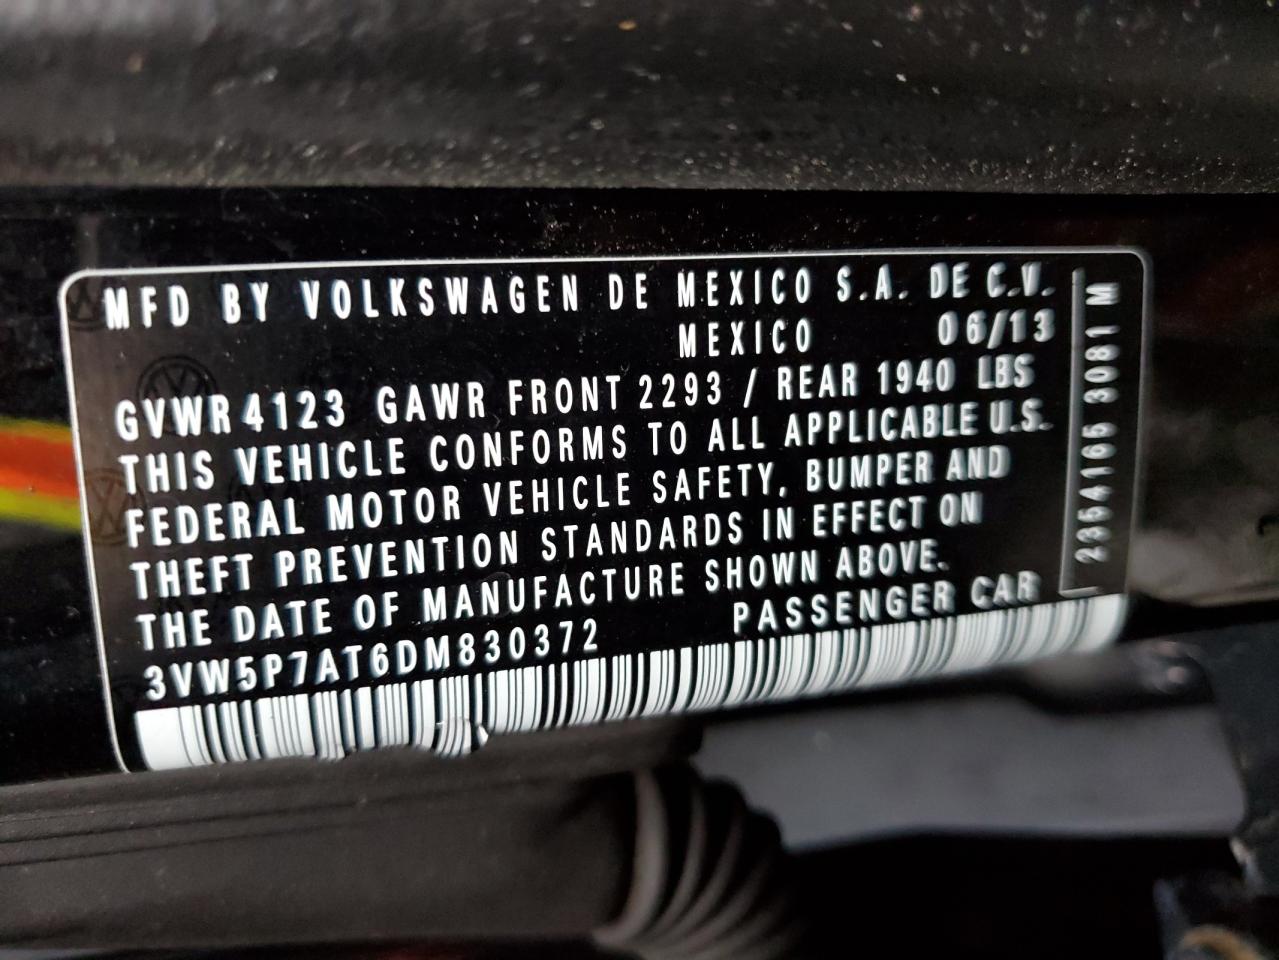 MFD BY VOLKSWAGEN DE MEXICO S.A. DE C.V.
MEXICO 06/13
GVWR 4123 GAWR FRONT 2293 / REAR 1940 LBS
THIS VEHICLE CONFORMS TO ALL APPLICABLE U.S.
FEDERAL MOTOR VEHICLE SAFETY, BUMPER AND
THEFT PREVENTION STANDARDS IN EFFECT ON
THE DATE OF MANUFACTURE SHOWN ABOVE.
PASSENGER CAR
3VW5P7AT6DM830372
2354165 3081 M